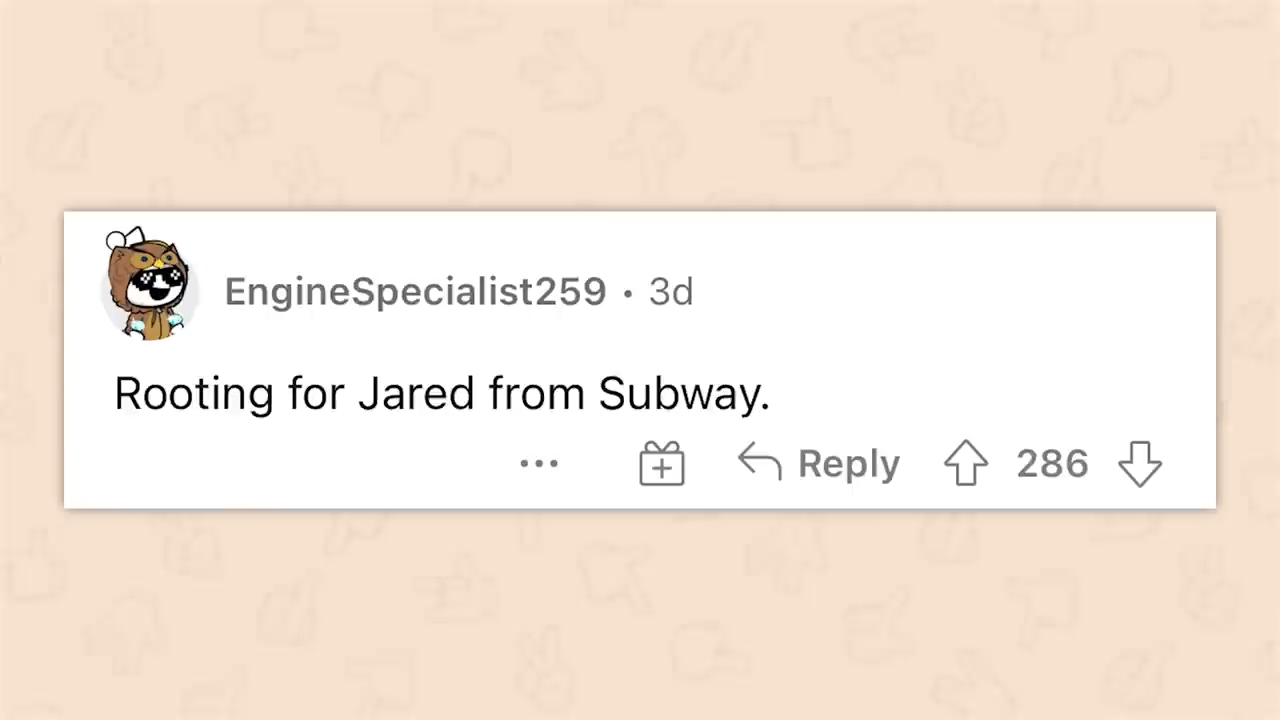 EngineSpecialist259 · 3d
Rooting for Jared from Subway.
... Reply 286